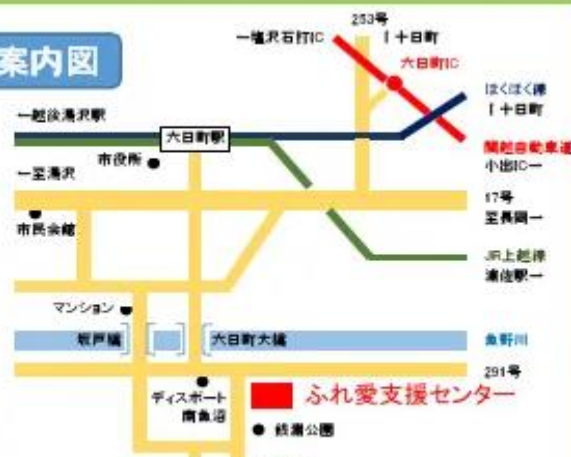 案内図
253号
←塩沢石打IC
↑十日町
六日町IC
ほくほく線
↑十日町
←越後湯沢駅
六日町駅
関越自動車道
小出IC→
市役所
←至湯沢
17号
至長岡→
市民会館
JR上越線
浦佐駅→
マンション
坂戸橋
六日町大橋
魚野川
291号
ディスポート
南魚沼
ふれ愛支援センター
銭淵公園